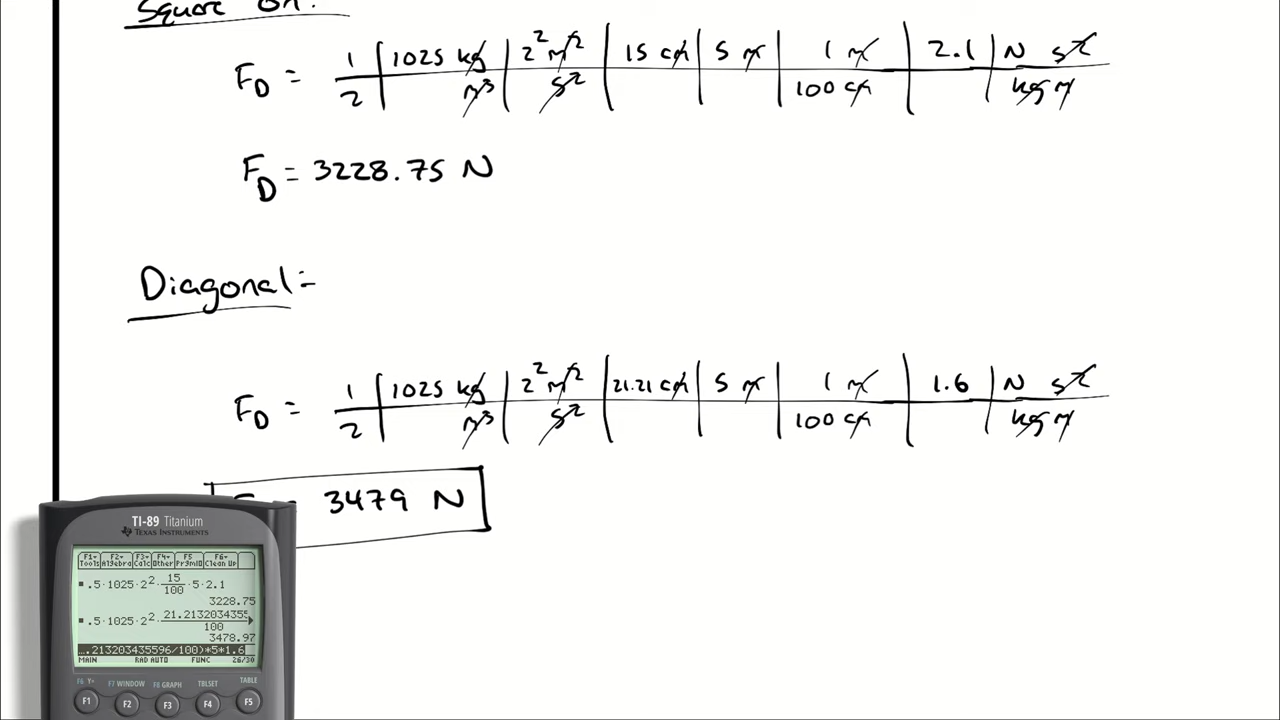 Square On:
F_D = 1/2 | 1025 kg/m³ | 2² m²/s² | 15 cm | 5 m | 1 m/100 cm | 2.1 | N s²/kg m
F_D = 3228.75 N
Diagonal:
F_D = 1/2 | 1025 kg/m³ | 2² m²/s² | 21.21 cm | 5 m | 1 m/100 cm | 1.6 | N s²/kg m
= 3479 N
TI-89 Titanium
TEXAS INSTRUMENTS
F1 Tools F2 Algebra F3 Calc F4 Other F5 PrgmIO F6 Clean Up
.5·1025·2²·15/100·5·2.1
3228.75
.5·1025·2²·21.2132034355/100
3478.97
….213203435596/100)*5*1.6
MAIN RAD AUTO FUNC 26/30
F6 Y= F7 WINDOW F8 GRAPH TBLSET TABLE
F1 F2 F3 F4 F5